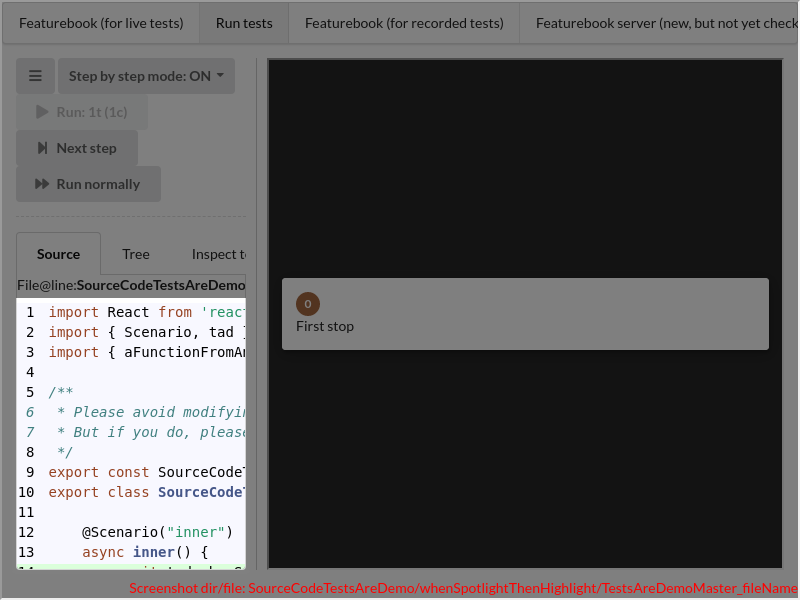 Featurebook (for live tests)
Run tests
Featurebook (for recorded tests)
Featurebook server (new, but not yet check
Step by step mode: ON
Run: 1t (1c)
Next step
Run normally
Source
Tree
Inspect
File@line:SourceCodeTestsAreDemo
1 import React from 'react
2 import { Scenario, tad }
3 import { aFunctionFromAn
4
5 /**
6 * Please avoid modifyin
7 * But if you do, please
8 */
9 export const SourceCodeT
10 export class SourceCodeT
11
12 @Scenario("inner")
13 async inner() {
14
0
First stop
Screenshot dir/file: SourceCodeTestsAreDemo/whenSpotlightThenHighlight/TestsAreDemoMaster_fileName